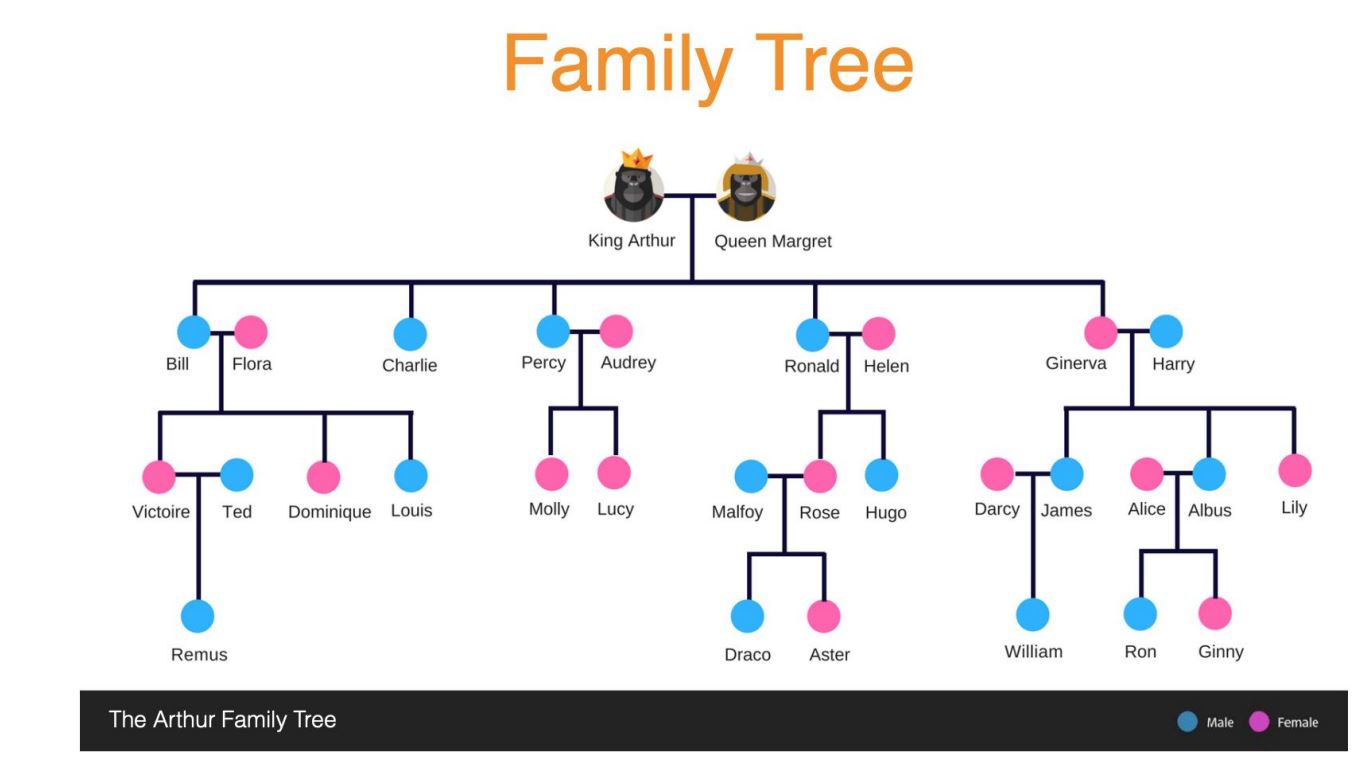 Family Tree
King Arthur Queen Margret
Bill Flora Charlie Percy Audrey Ronald Helen Ginerva Harry
Victoire Ted Dominique Louis Molly Lucy Malfoy Rose Hugo Darcy James Alice Albus Lily
Remus Draco Aster William Ron Ginny
The Arthur Family Tree Male Female